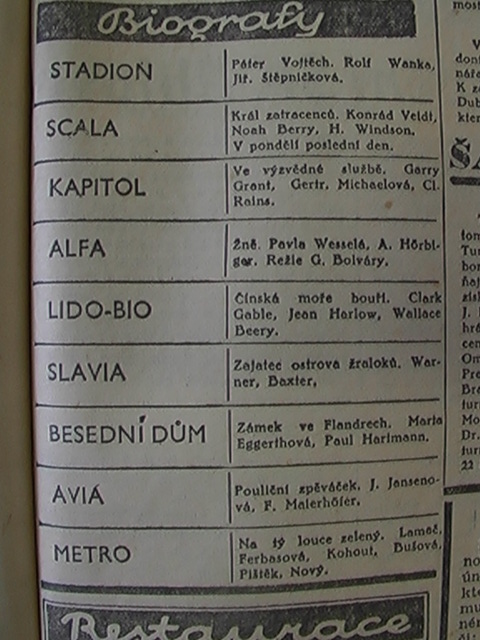 Biografy
STADION
Páter Vojtěch. Rolf Wanka,
Jiř. Štěpničková.
SCALA
Král zatracenců. Konrád Veidt,
Noah Berry, H. Windson.
V pondělí poslední den.
KAPITOL
Ve výzvědné službě. Garry
Grant, Gertr. Michaelová, Cl.
Rains.
ALFA
Žně. Pavla Wesselá, A. Hörbi-
ger. Režie G. Bolváry.
LIDO-BIO
Čínská moře bouří. Clark
Gable, Jean Harlow, Wallace
Beery.
SLAVIA
Zajatec ostrova žraloků. War-
ner, Baxter,
BESEDNÍ DŮM
Zámek ve Flandrech. Marta
Eggerthová, Paul Hartmann.
AVIA
Pouliční zpěváček. J. Janseno-
vá, F. Maierhöfer.
METRO
Na tý louce zelený. Lamač,
Ferbasová, Kohout, Bušová,
Pištěk, Nový.
Restaurace